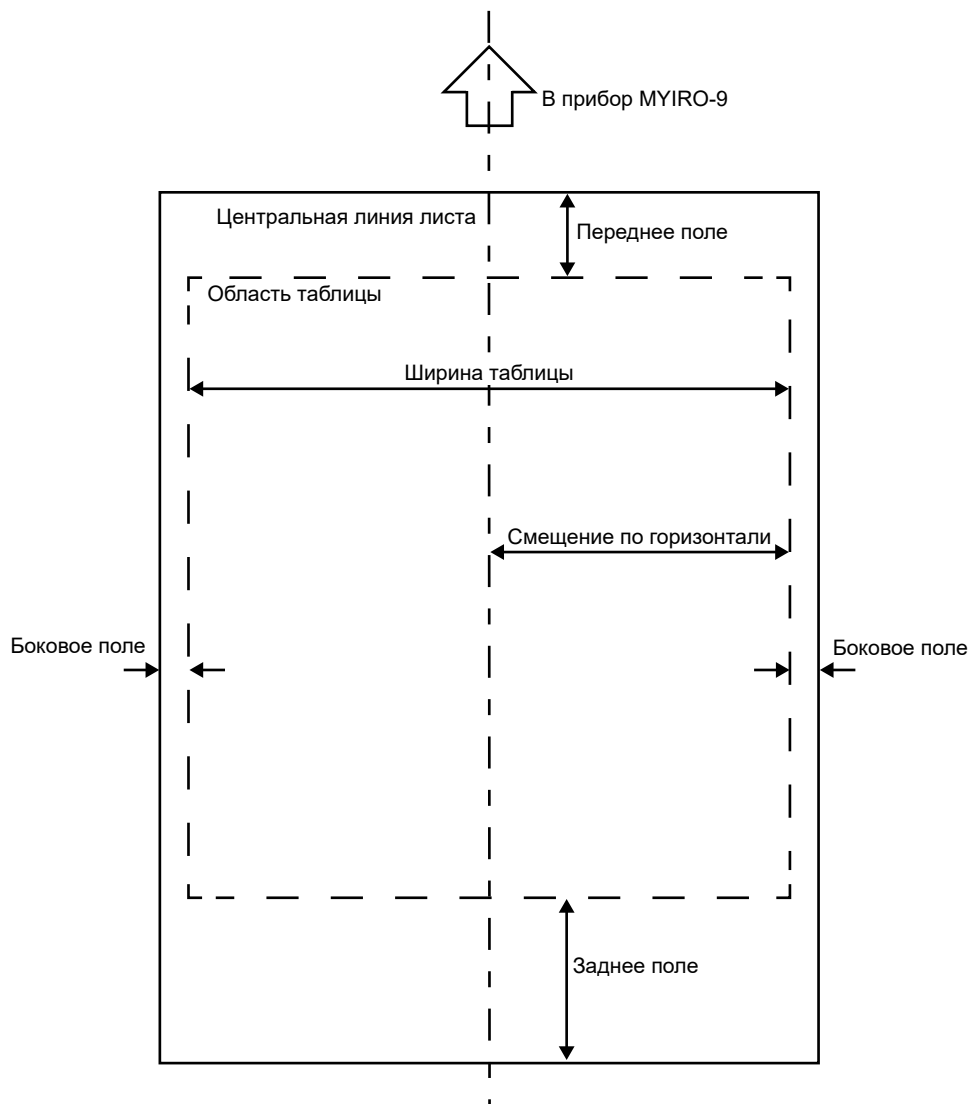 В прибор MYIRO-9
Центральная линия листа
Переднее поле
Область таблицы
Ширина таблицы
Смещение по горизонтали
Боковое поле
Боковое поле
Заднее поле